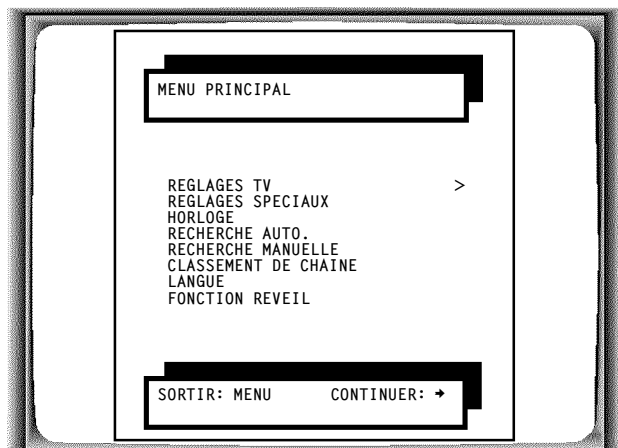 MENU PRINCIPAL
REGLAGES TV >
REGLAGES SPECIAUX
HORLOGE
RECHERCHE AUTO.
RECHERCHE MANUELLE
CLASSEMENT DE CHAINE
LANGUE
FONCTION REVEIL
SORTIR: MENU CONTINUER: ➜